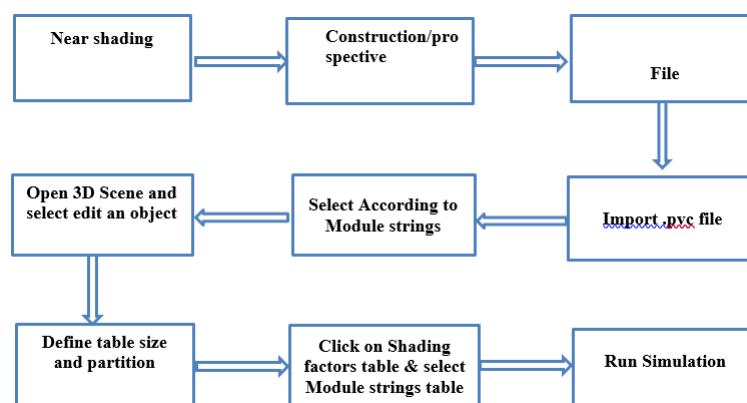 Near shading
Construction/pro
spective
File
Import .pvc file
Select According to
Module strings
Open 3D Scene and
select edit an object
Define table size
and partition
Click on Shading
factors table & select
Module strings table
Run Simulation